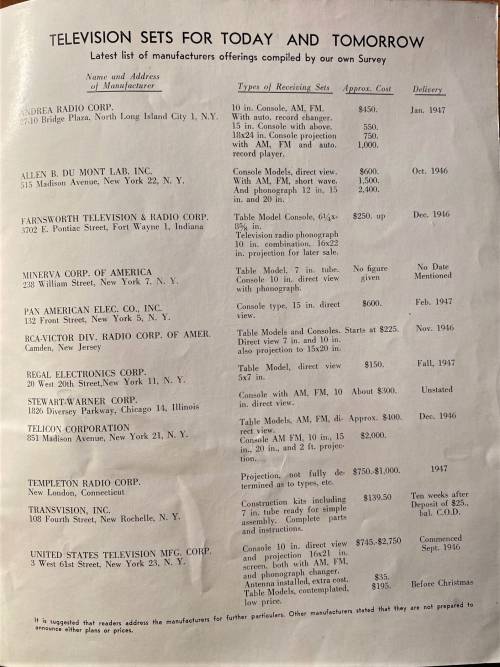 TELEVISION SETS FOR TODAY AND TOMORROW
Latest list of manufacturers offerings compiled by our own Survey
Name and Address
of Manufacturer
Types of Receiving Sets
Approx. Cost
Delivery
ANDREA RADIO CORP.
27-10 Bridge Plaza, North Long Island City 1, N.Y.
10 in. Console, AM, FM.
With auto. record changer.
15 in. Console with above.
18x24 in. Console projection
with AM, FM and auto.
record player.
$450.
550.
750.
1,000.
Jan. 1947
ALLEN B. DU MONT LAB. INC.
515 Madison Avenue, New York 22, N. Y.
Console Models, direct view.
With AM, FM, short wave.
And phonograph 12 in, 15
in. and 20 in.
$600.
1,500.
2,400.
Oct. 1946
FARNSWORTH TELEVISION & RADIO CORP.
3702 E. Pontiac Street, Fort Wayne 1, Indiana
Table Model Console, 6¼x-
8⅝ in.
Television radio phonograph
10 in. combination, 16x22
in. projection for later sale.
$250. up
Dec. 1946
MINERVA CORP. OF AMERICA
238 William Street, New York 7, N. Y.
Table Model, 7 in. tube.
Console 10 in. direct view
with phonograph.
No figure
given
No Date
Mentioned
PAN AMERICAN ELEC. CO., INC.
132 Front Street, New York 5, N. Y.
Console type, 15 in. direct
view.
$600.
Feb. 1947
RCA-VICTOR DIV. RADIO CORP. OF AMER.
Camden, New Jersey
Table Models and Consoles.
Direct view 7 in. and 10 in.
also projection to 15x20 in.
Starts at $225.
Nov. 1946
REGAL ELECTRONICS CORP.
20 West 20th Street,New York 11, N. Y.
Table Model, direct view
5x7 in.
$150.
Fall, 1947
STEWART-WARNER CORP.
1826 Diversey Parkway, Chicago 14, Illinois
Console with AM, FM, 10
in. direct view.
About $300.
Unstated
TELICON CORPORATION
851 Madison Avenue, New York 21, N. Y.
Table Models, AM, FM, di-
rect view.
Console AM FM, 10 in., 15
in., 20 in., and 2 ft. projec-
tion.
Approx. $400.
$2,000.
Dec. 1946
TEMPLETON RADIO CORP.
New London, Connecticut
Projection, not fully de-
termined as to types, etc.
$750.-$1,000.
1947
TRANSVISION, INC.
108 Fourth Street, New Rochelle, N. Y.
Construction kits including
7 in. tube ready for simple
assembly. Complete parts
and instructions.
$139.50
Ten weeks after
Deposit of $25.,
bal. C.O.D.
UNITED STATES TELEVISION MFG. CORP.
3 West 61st Street, New York 23, N. Y.
Console 10 in. direct view
and projection 16x21 in.
screen, both with AM, FM,
and phonograph changer.
Antenna installed, extra cost.
Table Models, contemplated,
low price.
$745.-$2,750
$35.
$195.
Commenced
Sept. 1946
Before Christmas
It is suggested that readers address the manufacturers for further particulars. Other manufacturers stated that they are not prepared to
announce either plans or prices.